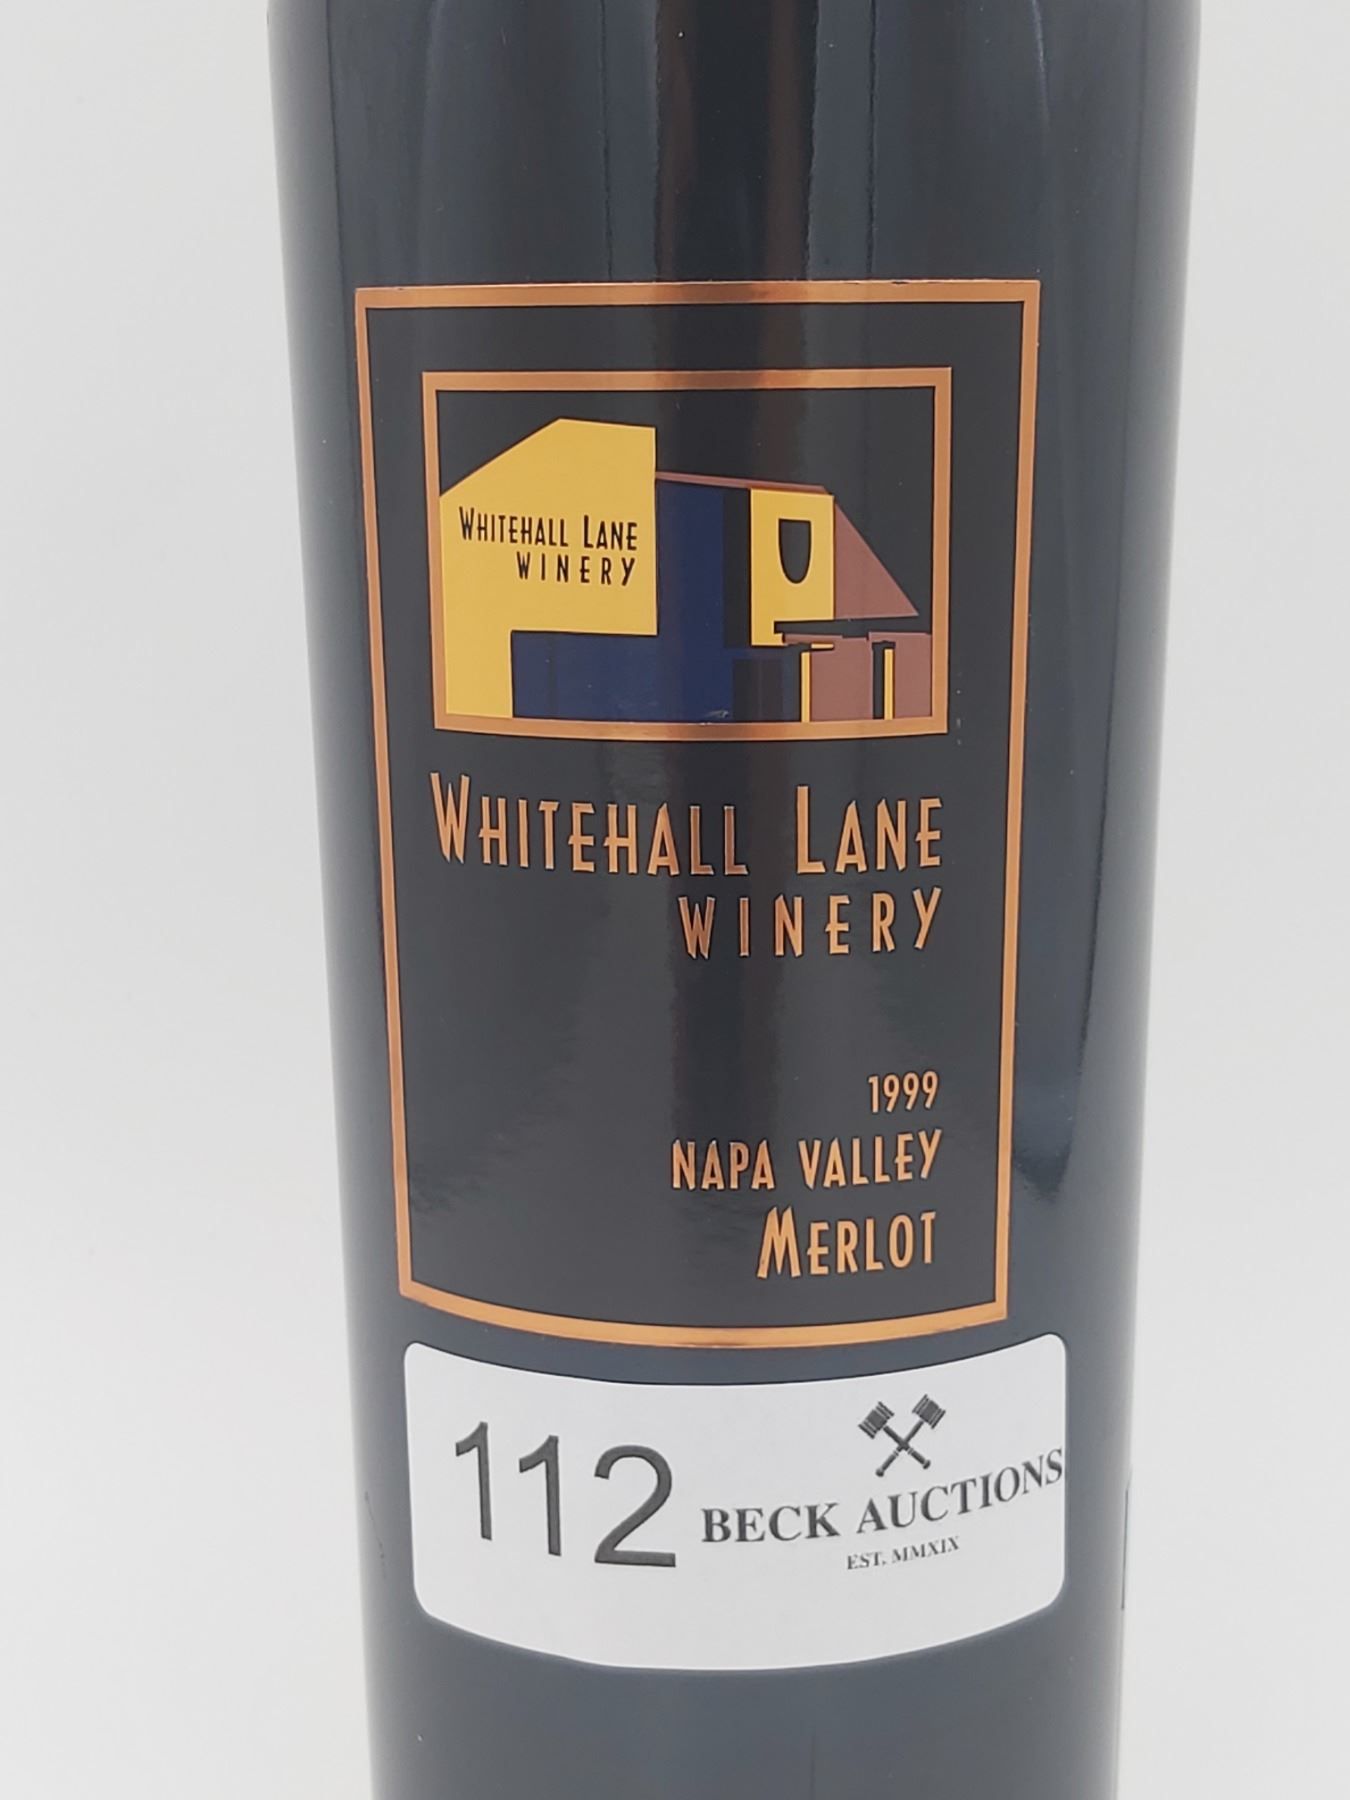 WHITEHALL LANE
WINERY
WHITEHALL LANE
WINERY
1999
NAPA VALLEY
MERLOT
112
BECK AUCTIONS
EST. MMXIX